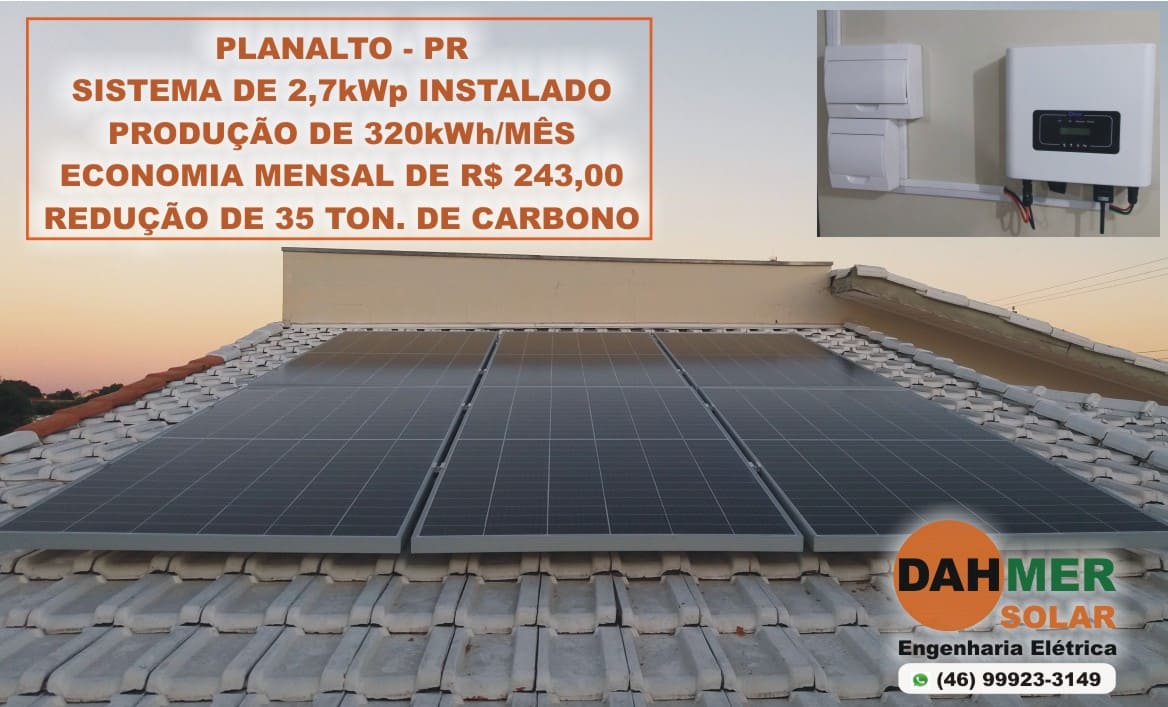 PLANALTO - PR
SISTEMA DE 2,7kWp INSTALADO
PRODUÇÃO DE 320kWh/MÊS
ECONOMIA MENSAL DE R$ 243,00
REDUÇÃO DE 35 TON. DE CARBONO
DAHMER
SOLAR
Engenharia Elétrica
(46) 99923-3149